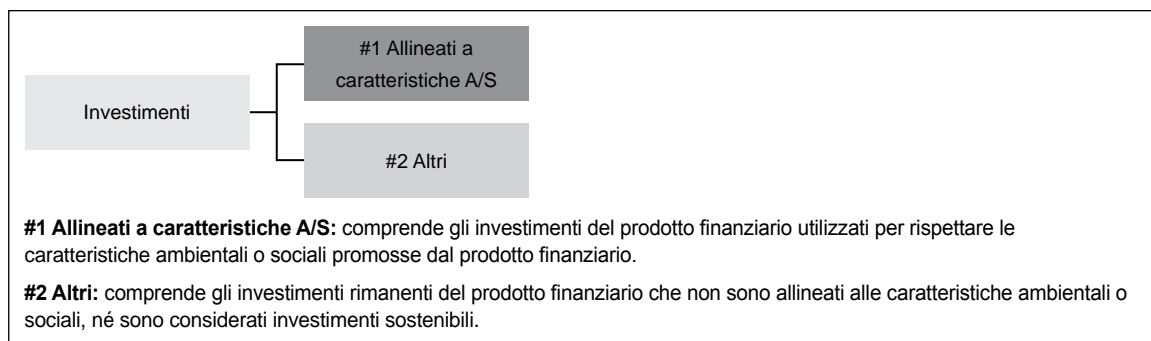 #1 Allineati a
caratteristiche A/S
Investimenti
#2 Altri
#1 Allineati a caratteristiche A/S: comprende gli investimenti del prodotto finanziario utilizzati per rispettare le
caratteristiche ambientali o sociali promosse dal prodotto finanziario.
#2 Altri: comprende gli investimenti rimanenti del prodotto finanziario che non sono allineati alle caratteristiche ambientali o
sociali, né sono considerati investimenti sostenibili.